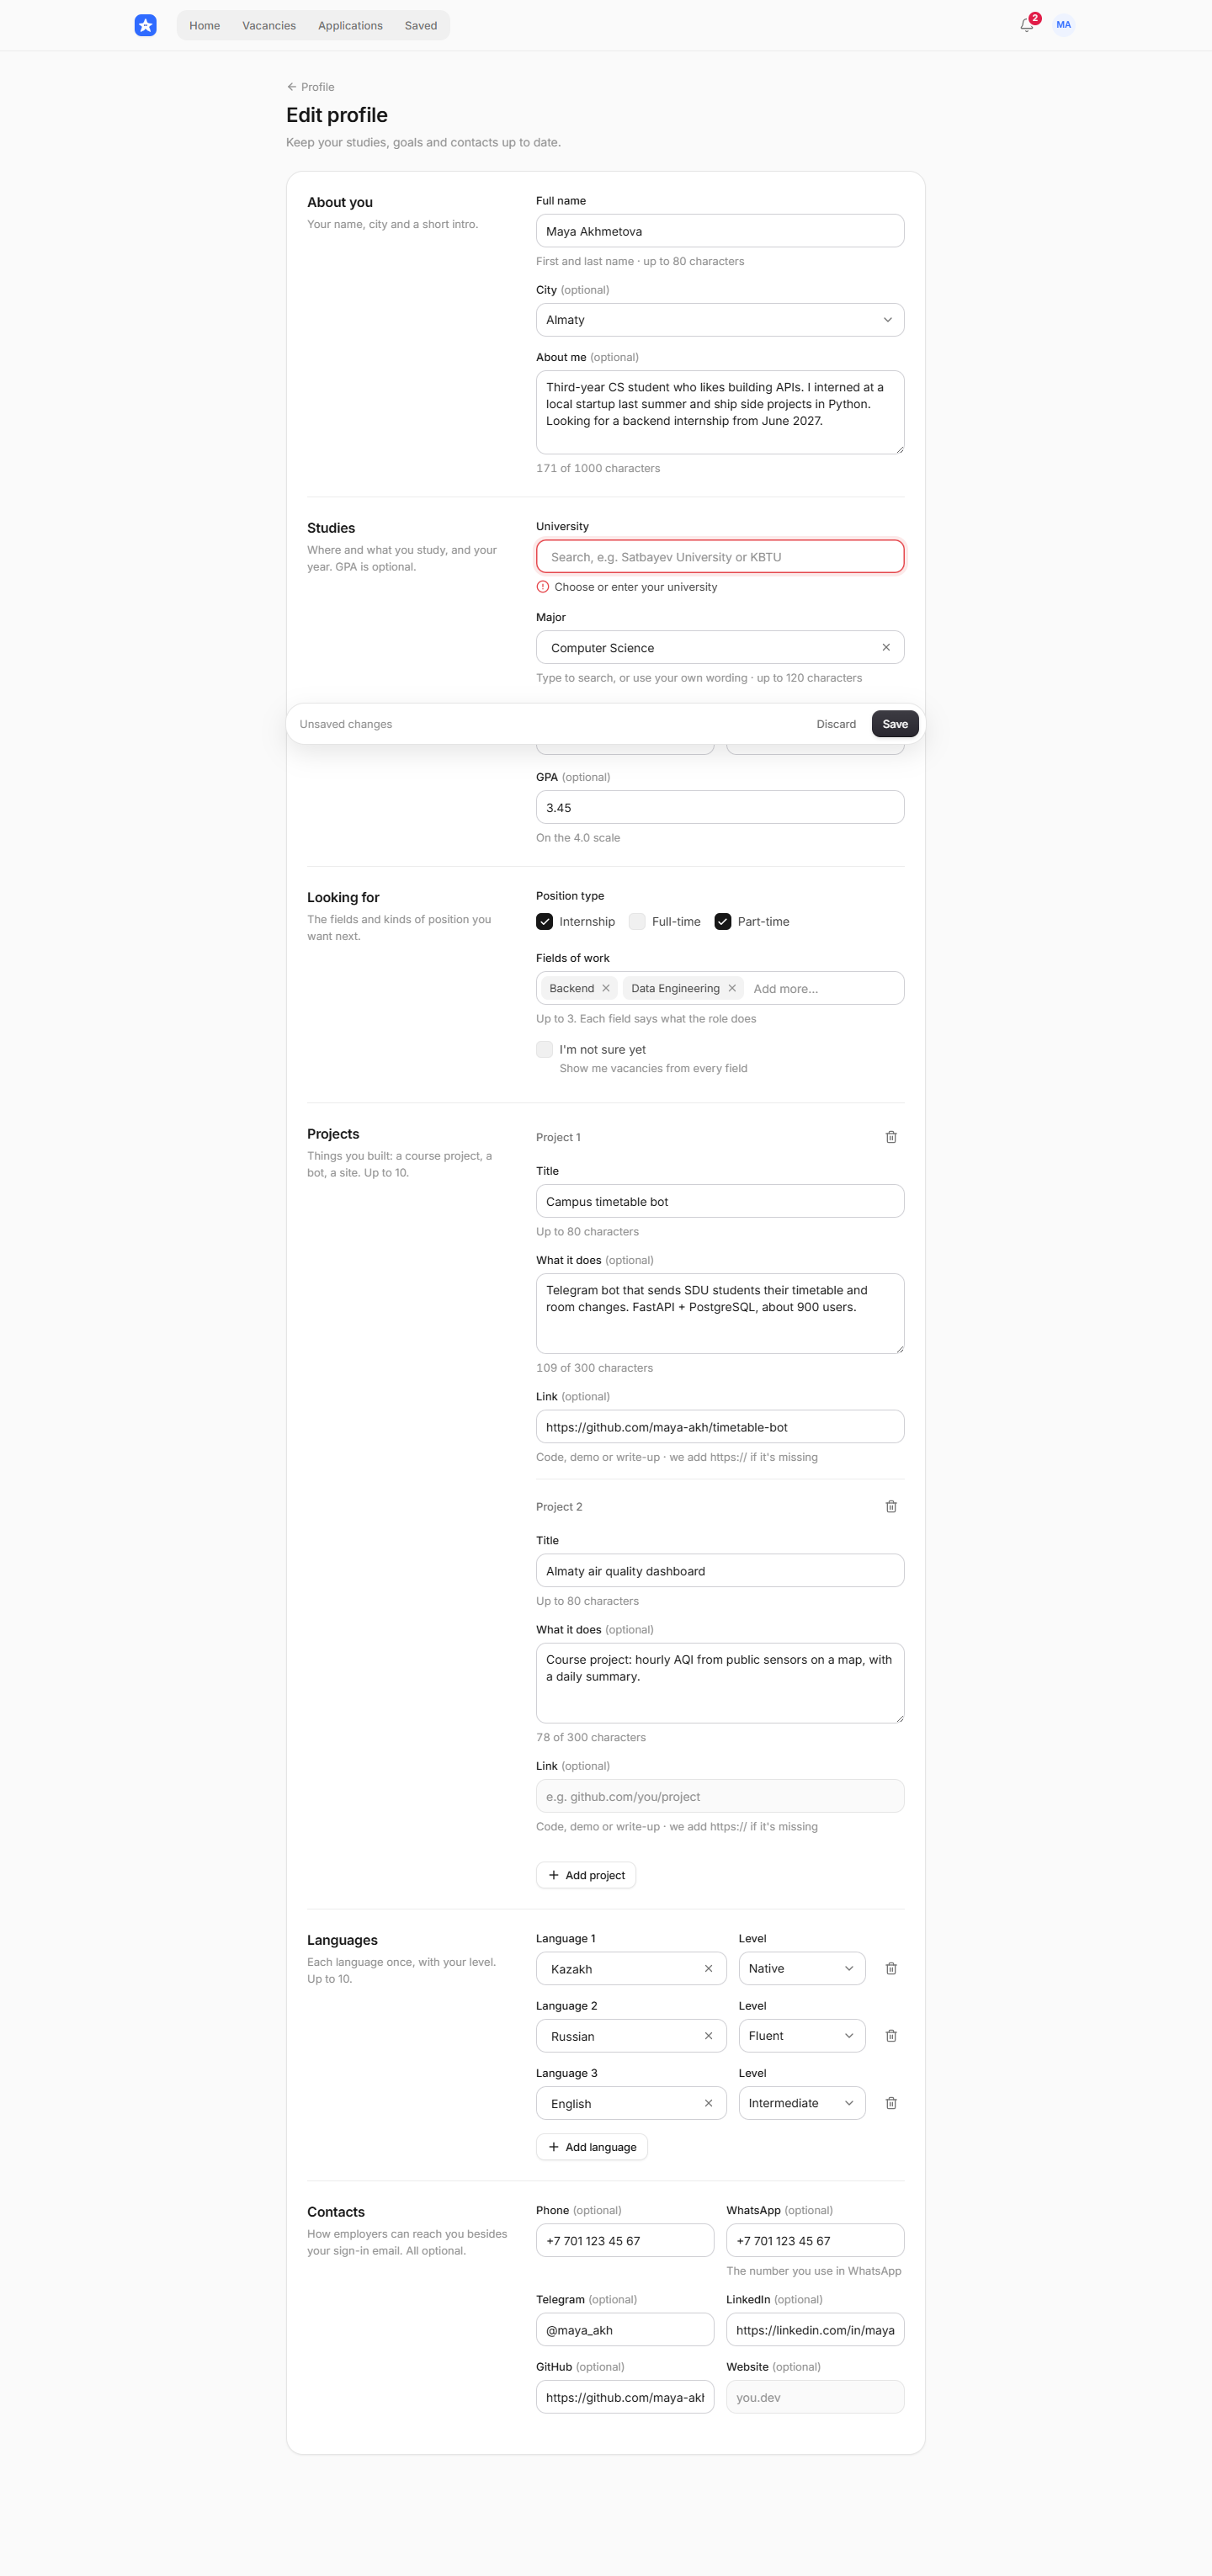 Home Vacancies Applications Saved
2
MA
Profile
Edit profile
Keep your studies, goals and contacts up to date.
About you
Your name, city and a short intro.
Full name
Maya Akhmetova
First and last name · up to 80 characters
City (optional)
Almaty
About me (optional)
Third-year CS student who likes building APIs. I interned at a
local startup last summer and ship side projects in Python.
Looking for a backend internship from June 2027.
171 of 1000 characters
Studies
Where and what you study, and your
year. GPA is optional.
University
Search, e.g. Satbayev University or KBTU
Choose or enter your university
Major
Computer Science
Type to search, or use your own wording · up to 120 characters
Unsaved changes
Discard
Save
GPA (optional)
3.45
On the 4.0 scale
Looking for
The fields and kinds of position you
want next.
Position type
Internship Full-time Part-time
Fields of work
Backend Data Engineering Add more...
Up to 3. Each field says what the role does
I'm not sure yet
Show me vacancies from every field
Projects
Things you built: a course project, a
bot, a site. Up to 10.
Project 1
Title
Campus timetable bot
Up to 80 characters
What it does (optional)
Telegram bot that sends SDU students their timetable and
room changes. FastAPI + PostgreSQL, about 900 users.
109 of 300 characters
Link (optional)
https://github.com/maya-akh/timetable-bot
Code, demo or write-up · we add https:// if it's missing
Project 2
Title
Almaty air quality dashboard
Up to 80 characters
What it does (optional)
Course project: hourly AQI from public sensors on a map, with
a daily summary.
78 of 300 characters
Link (optional)
e.g. github.com/you/project
Code, demo or write-up · we add https:// if it's missing
Add project
Languages
Each language once, with your level.
Up to 10.
Language 1 Level
Kazakh Native
Language 2 Level
Russian Fluent
Language 3 Level
English Intermediate
Add language
Contacts
How employers can reach you besides
your sign-in email. All optional.
Phone (optional) WhatsApp (optional)
+7 701 123 45 67 +7 701 123 45 67
The number you use in WhatsApp
Telegram (optional) LinkedIn (optional)
@maya_akh https://linkedin.com/in/maya
GitHub (optional) Website (optional)
https://github.com/maya-akh you.dev